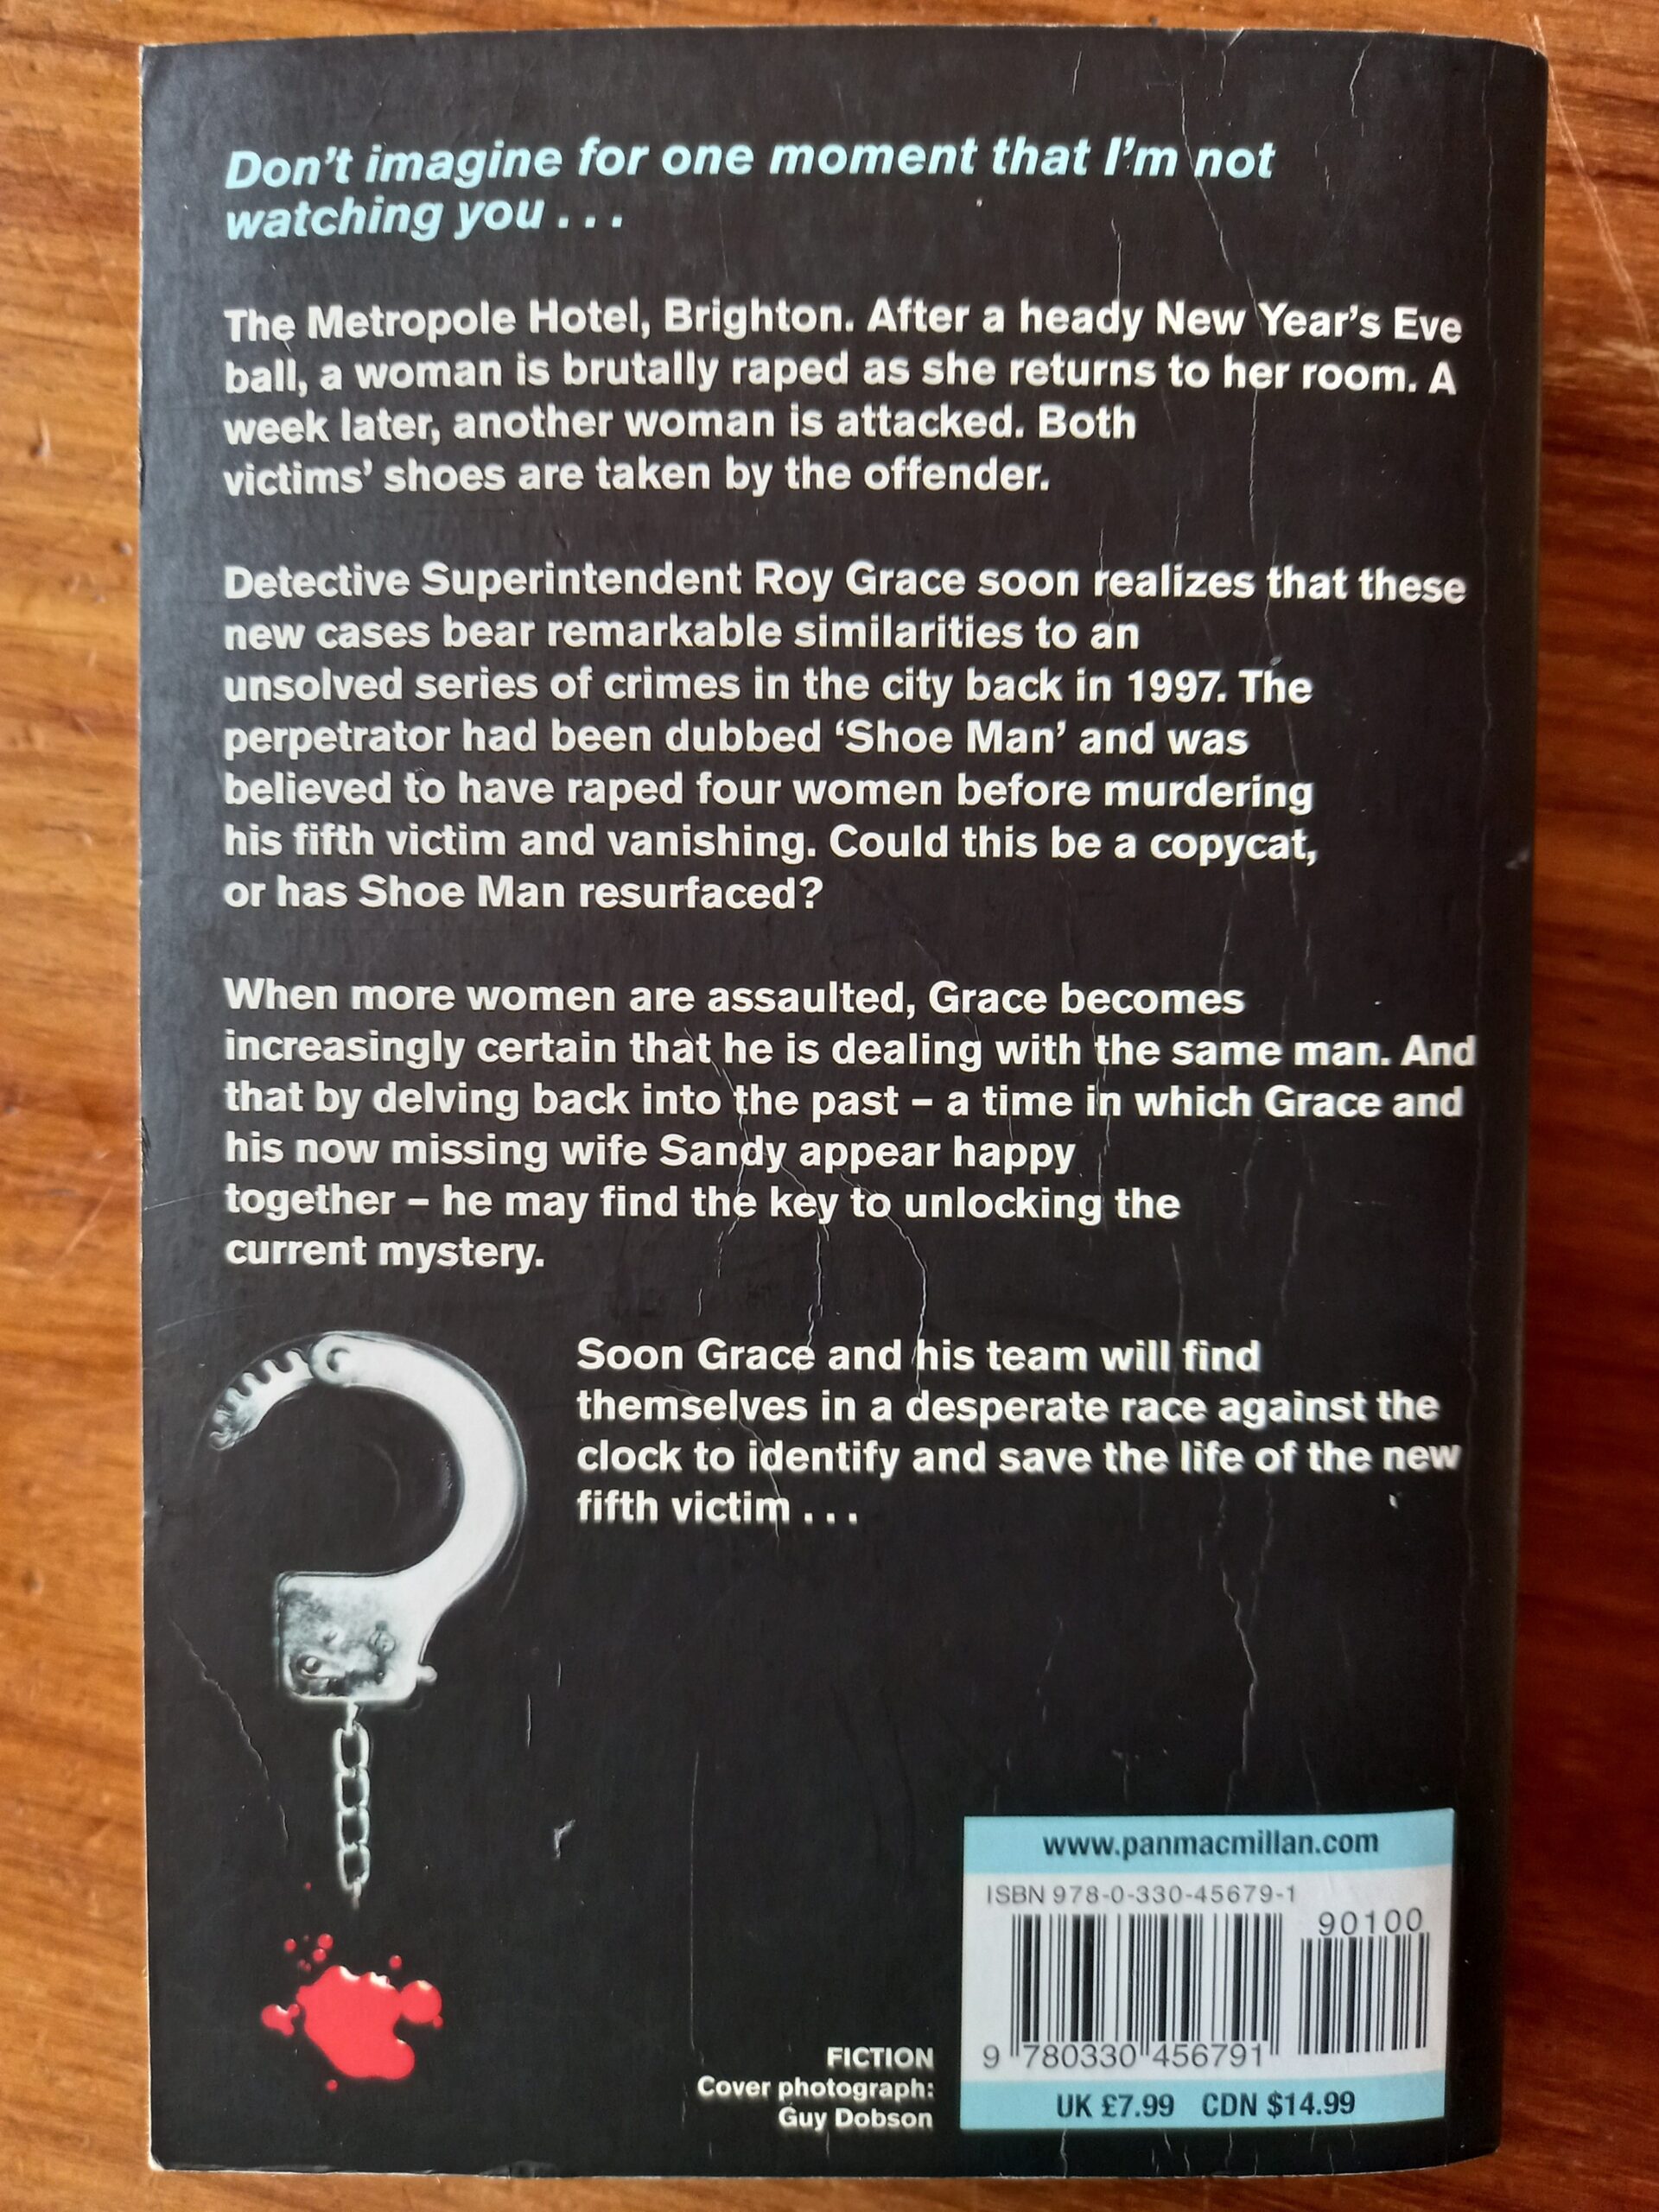 Don't imagine for one moment that I'm not
watching you . . .
The Metropole Hotel, Brighton. After a heady New Year's Eve
ball, a woman is brutally raped as she returns to her room. A
week later, another woman is attacked. Both
victims' shoes are taken by the offender.
Detective Superintendent Roy Grace soon realizes that these
new cases bear remarkable similarities to an
unsolved series of crimes in the city back in 1997. The
perpetrator had been dubbed ‘Shoe Man’ and was
believed to have raped four women before murdering
his fifth victim and vanishing. Could this be a copycat,
or has Shoe Man resurfaced?
When more women are assaulted, Grace becomes
increasingly certain that he is dealing with the same man. And
that by delving back into the past – a time in which Grace and
his now missing wife Sandy appear happy
together – he may find the key to unlocking the
current mystery.
Soon Grace and his team will find
themselves in a desperate race against the
clock to identify and save the life of the new
fifth victim . . .
www.panmacmillan.com
ISBN 978-0-330-45679-1
90100
9 780330 456791
UK £7.99 CDN $14.99
FICTION
Cover photograph:
Guy Dobson